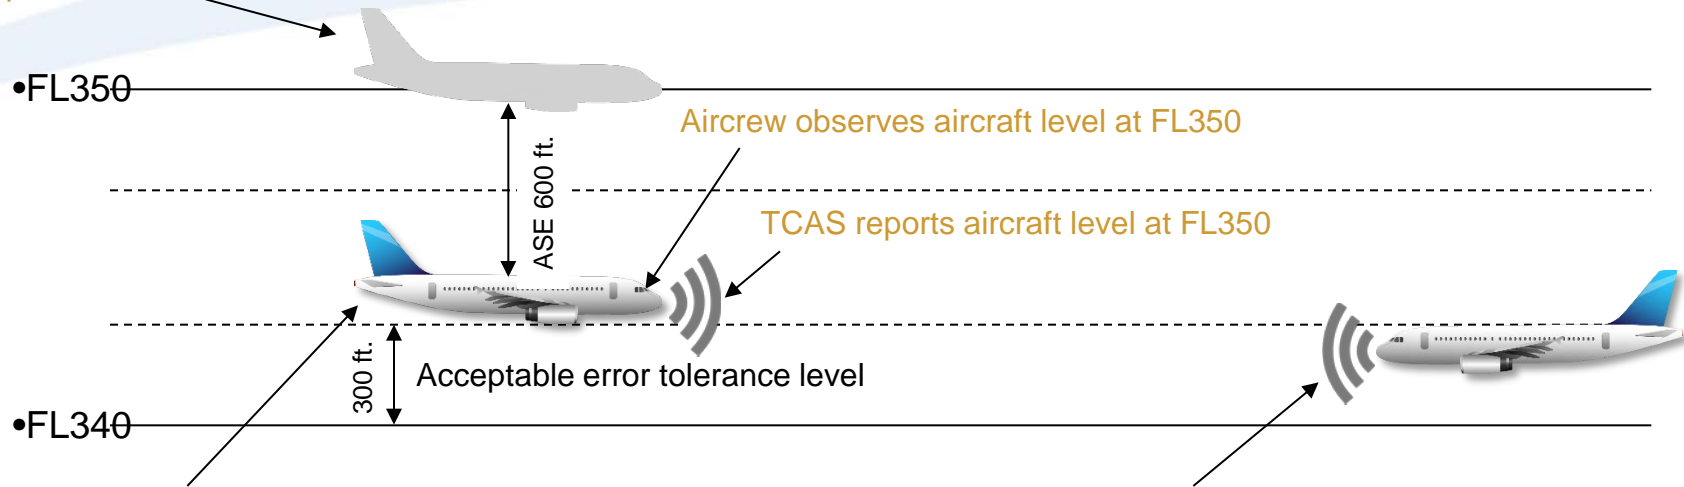 •FL350
Aircrew observes aircraft level at FL350
ASE 600 ft.
TCAS reports aircraft level at FL350
300 ft.
Acceptable error tolerance level
•FL340